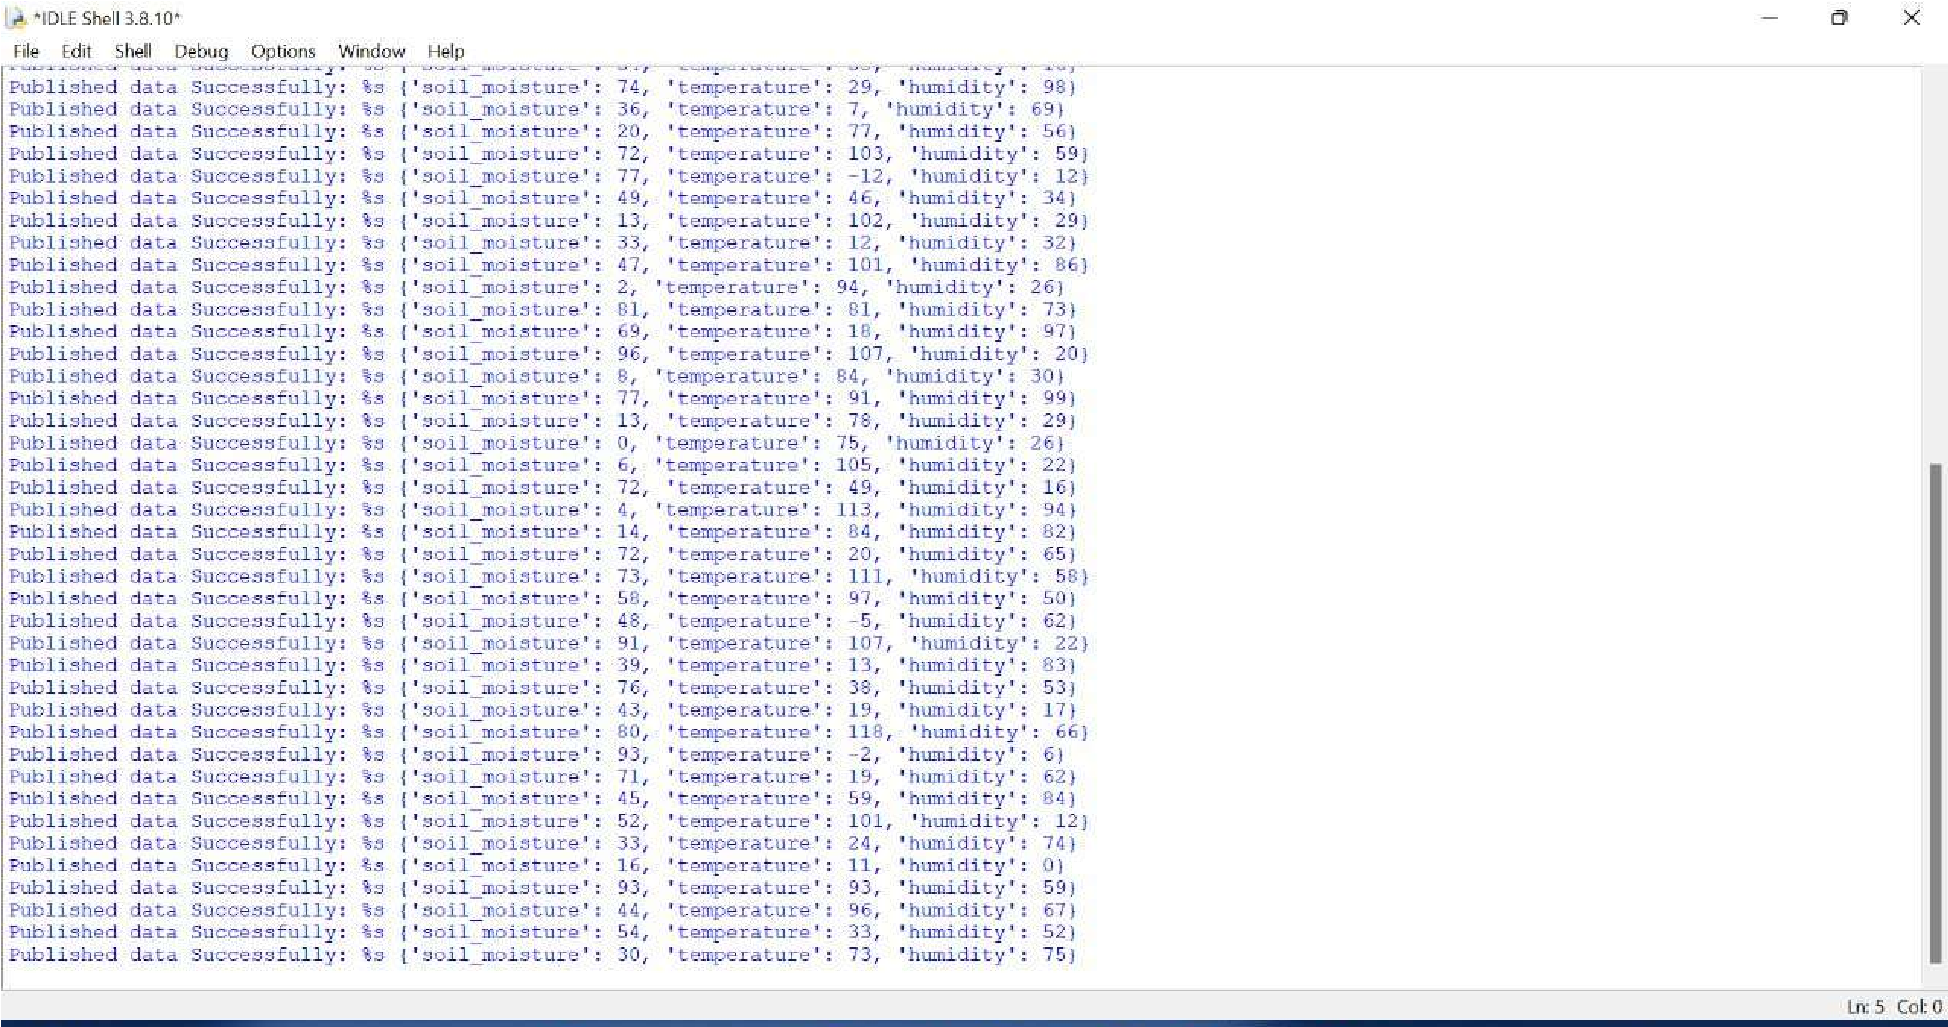 *IDLE Shell 3.8.10*
File Edit Shell Debug Options Window Help
Published data Successfully: %s {'soil_moisture': 74, 'temperature': 29, 'humidity': 98}
Published data Successfully: %s {'soil_moisture': 36, 'temperature': 7, 'humidity': 69}
Published data Successfully: %s {'soil_moisture': 20, 'temperature': 77, 'humidity': 56}
Published data Successfully: %s {'soil_moisture': 72, 'temperature': 103, 'humidity': 59}
Published data Successfully: %s {'soil_moisture': 77, 'temperature': -12, 'humidity': 12}
Published data Successfully: %s {'soil_moisture': 49, 'temperature': 46, 'humidity': 34}
Published data Successfully: %s {'soil_moisture': 13, 'temperature': 102, 'humidity': 29}
Published data Successfully: %s {'soil_moisture': 33, 'temperature': 12, 'humidity': 32}
Published data Successfully: %s {'soil_moisture': 47, 'temperature': 101, 'humidity': 86}
Published data Successfully: %s {'soil_moisture': 2, 'temperature': 94, 'humidity': 26}
Published data Successfully: %s {'soil_moisture': 81, 'temperature': 81, 'humidity': 73}
Published data Successfully: %s {'soil_moisture': 69, 'temperature': 18, 'humidity': 97}
Published data Successfully: %s {'soil_moisture': 96, 'temperature': 107, 'humidity': 20}
Published data Successfully: %s {'soil_moisture': 8, 'temperature': 84, 'humidity': 30}
Published data Successfully: %s {'soil_moisture': 77, 'temperature': 91, 'humidity': 99}
Published data Successfully: %s {'soil_moisture': 13, 'temperature': 78, 'humidity': 29}
Published data Successfully: %s {'soil_moisture': 0, 'temperature': 75, 'humidity': 26}
Published data Successfully: %s {'soil_moisture': 6, 'temperature': 105, 'humidity': 22}
Published data Successfully: %s {'soil_moisture': 72, 'temperature': 49, 'humidity': 16}
Published data Successfully: %s {'soil_moisture': 4, 'temperature': 113, 'humidity': 94}
Published data Successfully: %s {'soil_moisture': 14, 'temperature': 84, 'humidity': 82}
Published data Successfully: %s {'soil_moisture': 72, 'temperature': 20, 'humidity': 65}
Published data Successfully: %s {'soil_moisture': 73, 'temperature': 111, 'humidity': 58}
Published data Successfully: %s {'soil_moisture': 58, 'temperature': 97, 'humidity': 50}
Published data Successfully: %s {'soil_moisture': 48, 'temperature': -5, 'humidity': 62}
Published data Successfully: %s {'soil_moisture': 91, 'temperature': 107, 'humidity': 22}
Published data Successfully: %s {'soil_moisture': 39, 'temperature': 13, 'humidity': 83}
Published data Successfully: %s {'soil_moisture': 76, 'temperature': 38, 'humidity': 53}
Published data Successfully: %s {'soil_moisture': 43, 'temperature': 19, 'humidity': 17}
Published data Successfully: %s {'soil_moisture': 80, 'temperature': 118, 'humidity': 66}
Published data Successfully: %s {'soil_moisture': 93, 'temperature': -2, 'humidity': 6}
Published data Successfully: %s {'soil_moisture': 71, 'temperature': 19, 'humidity': 62}
Published data Successfully: %s {'soil_moisture': 45, 'temperature': 59, 'humidity': 84}
Published data Successfully: %s {'soil_moisture': 52, 'temperature': 101, 'humidity': 12}
Published data Successfully: %s {'soil_moisture': 33, 'temperature': 24, 'humidity': 74}
Published data Successfully: %s {'soil_moisture': 16, 'temperature': 11, 'humidity': 0}
Published data Successfully: %s {'soil_moisture': 93, 'temperature': 93, 'humidity': 59}
Published data Successfully: %s {'soil_moisture': 44, 'temperature': 96, 'humidity': 67}
Published data Successfully: %s {'soil_moisture': 54, 'temperature': 33, 'humidity': 52}
Published data Successfully: %s {'soil_moisture': 30, 'temperature': 73, 'humidity': 75}
Ln: 5 Col: 0